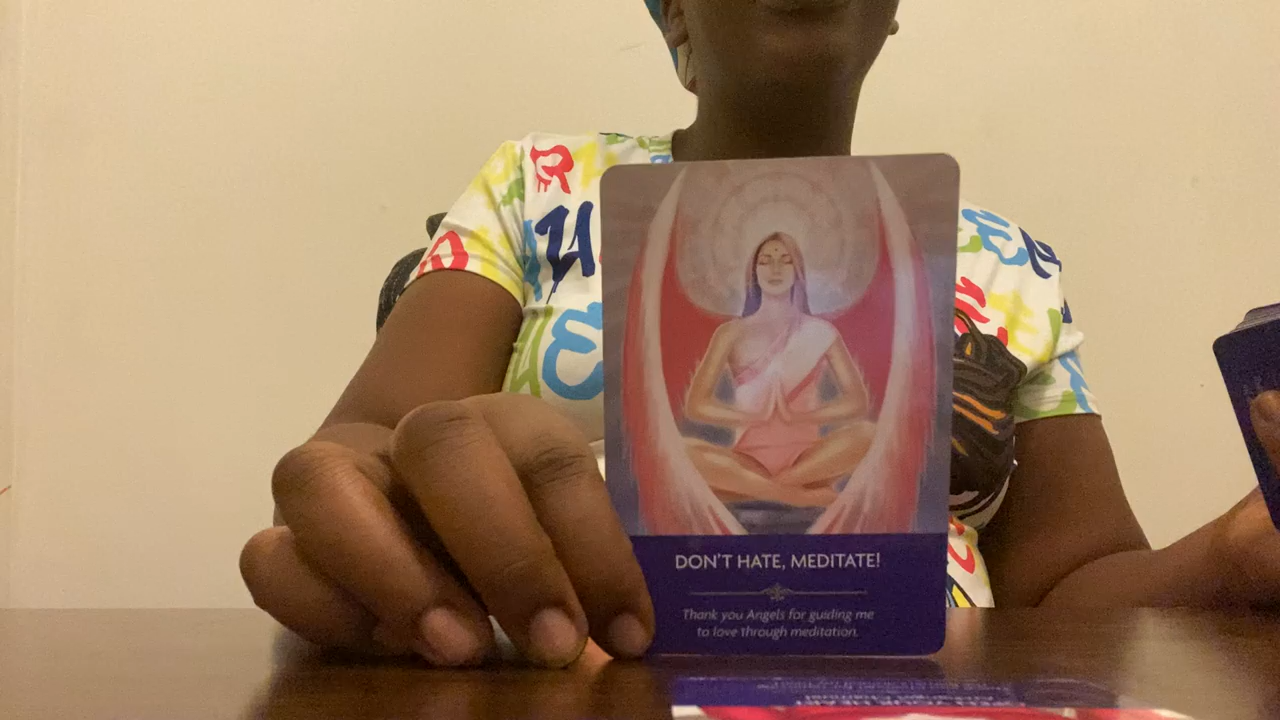 DON'T HATE, MEDITATE!
Thank you Angels for guiding me
to love through meditation.